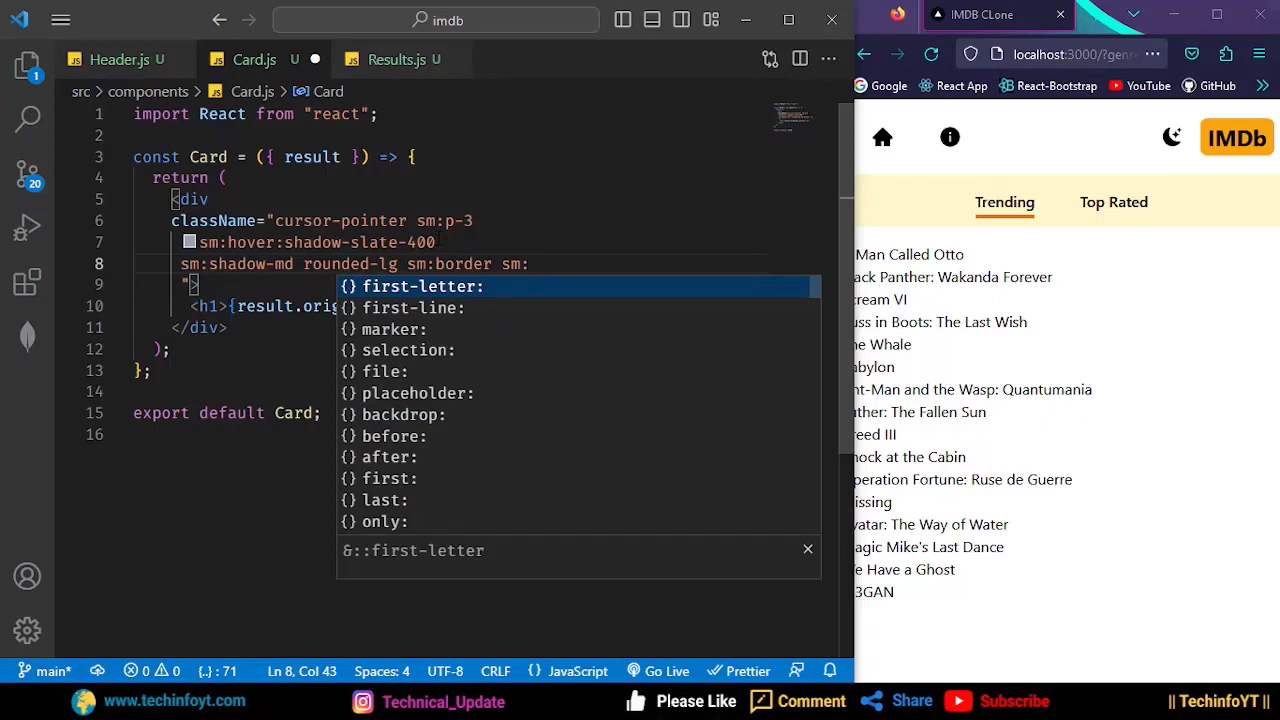 imdb
IMDB CLone
Header.js U
Card.js U
Results.js U
localhost:3000/?genr
1
Google
React App
React-Bootstrap
YouTube
GitHub
src > components > Card.js > Card
1 import React from "react";
2
3 const Card = ({ result }) => {
4 return (
5 <div
6 className="cursor-pointer sm:p-3
7 sm:hover:shadow-slate-400
8 sm:shadow-md rounded-lg sm:border sm:
9 ">
10 <h1>{result.orig
11 </div>
12 );
13 };
14
15 export default Card;
16
{} first-letter:
{} first-line:
{} marker:
{} selection:
{} file:
{} placeholder:
{} backdrop:
{} before:
{} after:
{} first:
{} last:
{} only:
&::first-letter
20
IMDb
Trending
Top Rated
Man Called Otto
ack Panther: Wakanda Forever
cream VI
uss in Boots: The Last Wish
he Whale
abylon
nt-Man and the Wasp: Quantumania
uther: The Fallen Sun
reed III
nock at the Cabin
peration Fortune: Ruse de Guerre
issing
vatar: The Way of Water
agic Mike's Last Dance
e Have a Ghost
3GAN
main* 0 0 {..} : 71 Ln 8, Col 43 Spaces: 4 UTF-8 CRLF {} JavaScript Go Live Prettier
www.techinfoyt.com Technical_Update Please Like Comment Share Subscribe || TechinfoYT ||